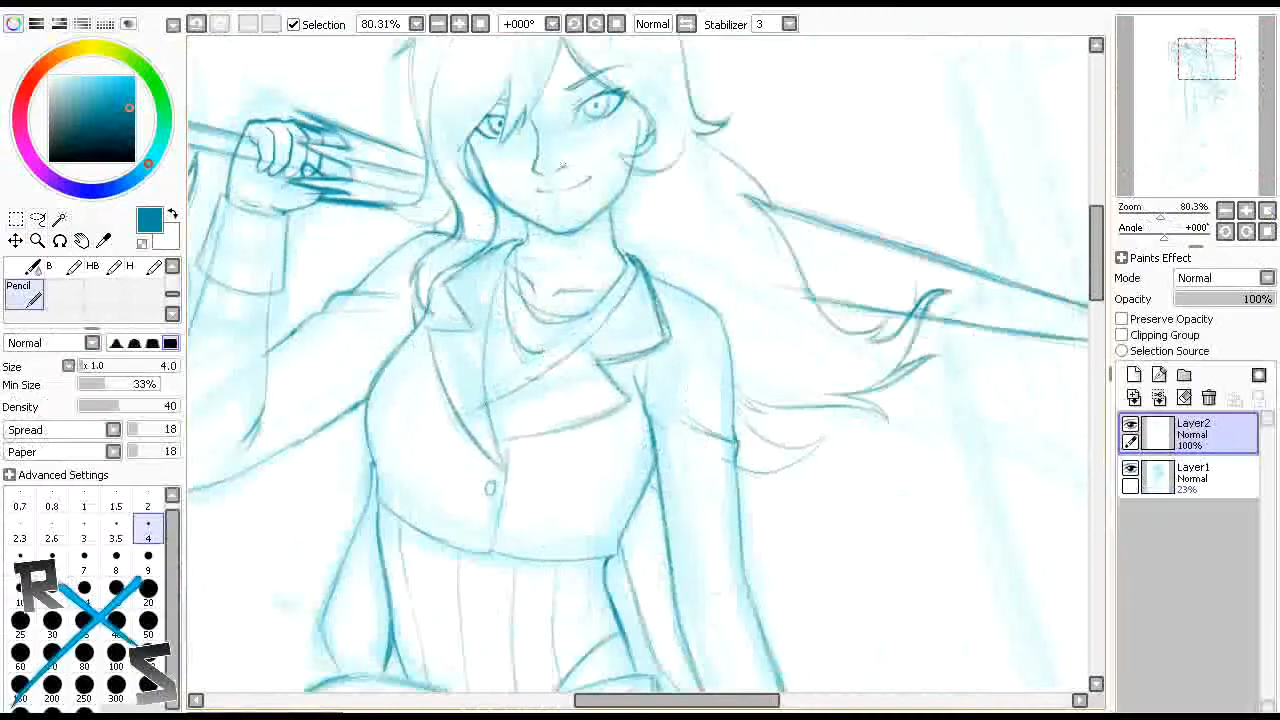 Selection 80.31% +000° Normal Stabilizer 3
Zoom 80.3%
Angle +000°
Paints Effect
Mode Normal
Opacity 100%
Preserve Opacity
Clipping Group
Selection Source
Layer2
Normal
100%
Layer1
Normal
23%
B HB H
Pencil
Normal
Size x 1.0 4.0
Min Size 33%
Density 40
Spread 18
Paper 18
Advanced Settings
0.7 0.8 1 1.5 2
2.3 2.6 3 3.5 4
7 8 9
20
25 30 50
60 80 100
200 250 300
R
X
S